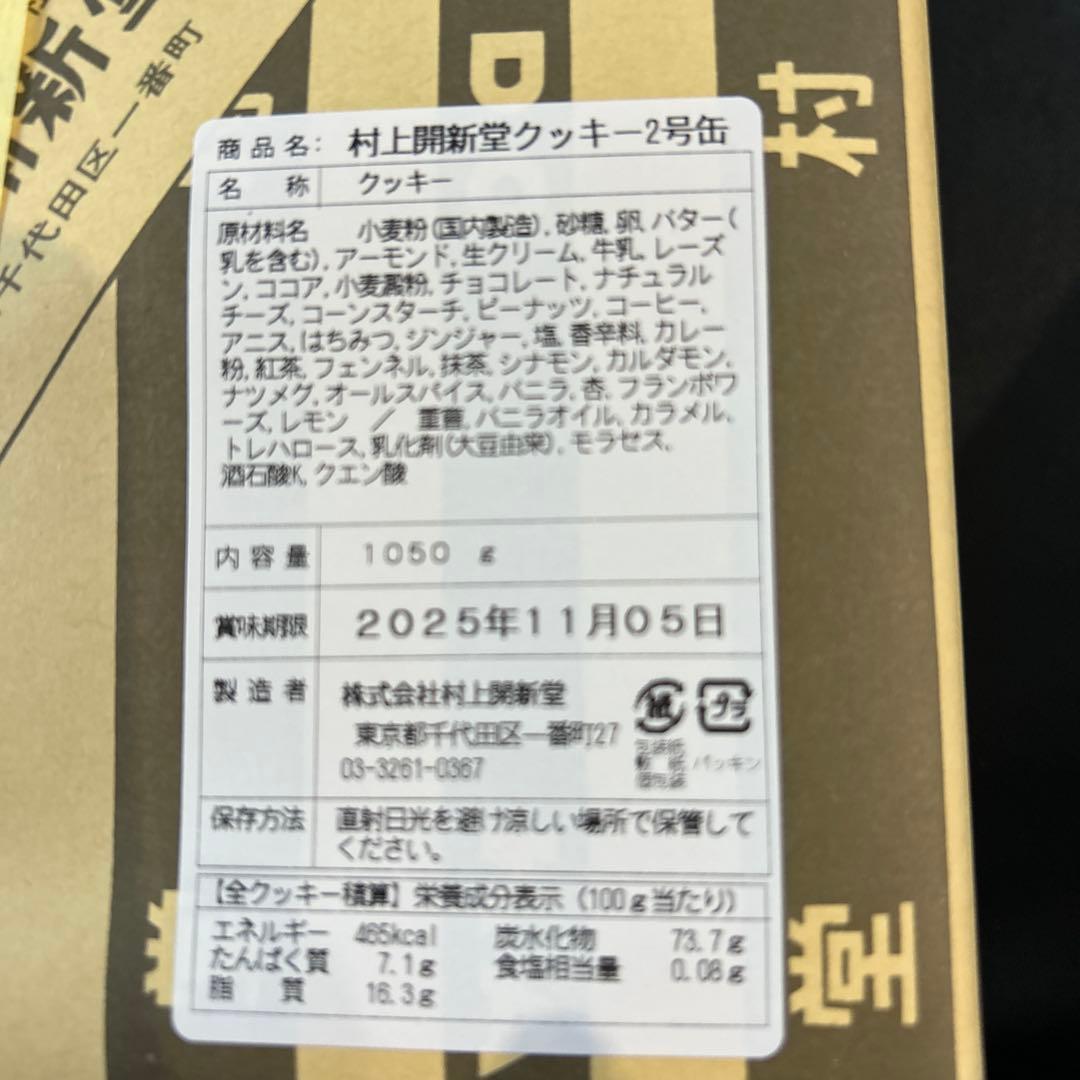 新堂
千代田区一番町
D
村
堂
商品名: 村上開新堂クッキー2号缶
名 称 クッキー
原材料名 小麦粉(国内製造), 砂糖, 卵, バター(
乳を含む), アーモンド, 生クリーム, 牛乳, レーズ
ン, ココア, 小麦澱粉, チョコレート, ナチュラル
チーズ, コーンスターチ, ピーナッツ, コーヒー,
アニス, はちみつ, ジンジャー, 塩, 香辛料, カレー
粉, 紅茶, フェンネル, 抹茶, シナモン, カルダモン,
ナツメグ, オールスパイス, バニラ, 杏, フランボワ
ーズ, レモン / 重曹, バニラオイル, カラメル,
トレハロース, 乳化剤(大豆由来), モラセス,
酒石酸K, クエン酸
内容量 1050 g
賞味期限 2025年11月05日
製造者 株式会社村上開新堂
東京都千代田区一番町27
03-3261-0367
紙 プラ
包装紙
敷 紙 パッキン
個包装
保存方法 直射日光を避け涼しい場所で保管して
ください。
【全クッキー積算】栄養成分表示 (100g当たり)
エネルギー 465kcal 炭水化物 73.7g
たんぱく質 7.1g 食塩相当量 0.08g
脂 質 16.3g